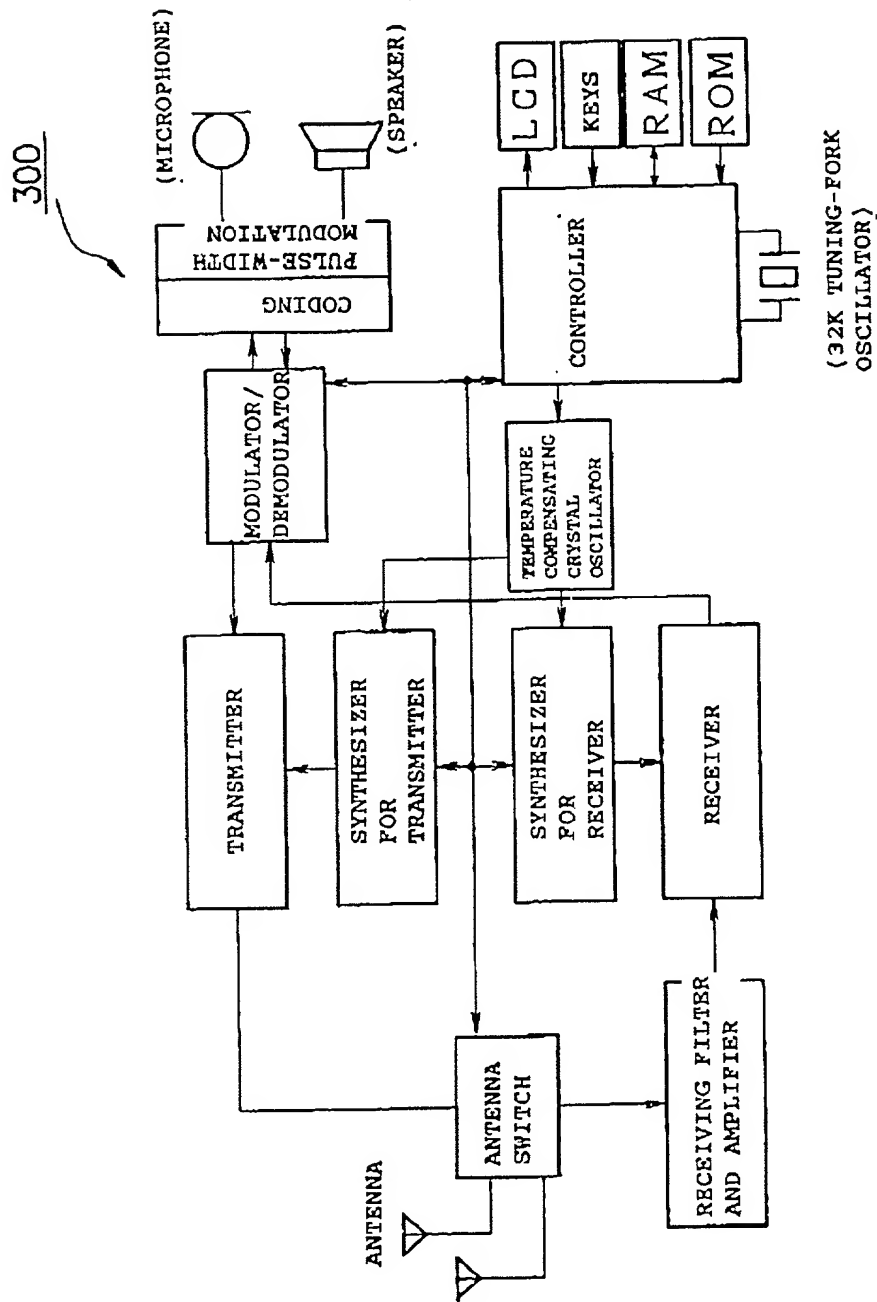 300
(MICROPHONE)
(SPEAKER)
PULSE-WIDTH
MODULATION
CODING
MODULATOR/
DEMODULATOR
TRANSMITTER
SYNTHESIZER
FOR
TRANSMITTER
SYNTHESIZER
FOR
RECEIVER
RECEIVER
TEMPERATURE
COMPENSATING
CRYSTAL
OSCILLATOR
CONTROLLER
LCD
KEYS
RAM
ROM
(32K TUNING-FORK
OSCILLATOR)
ANTENNA
ANTENNA
SWITCH
RECEIVING FILTER
AND AMPLIFIER